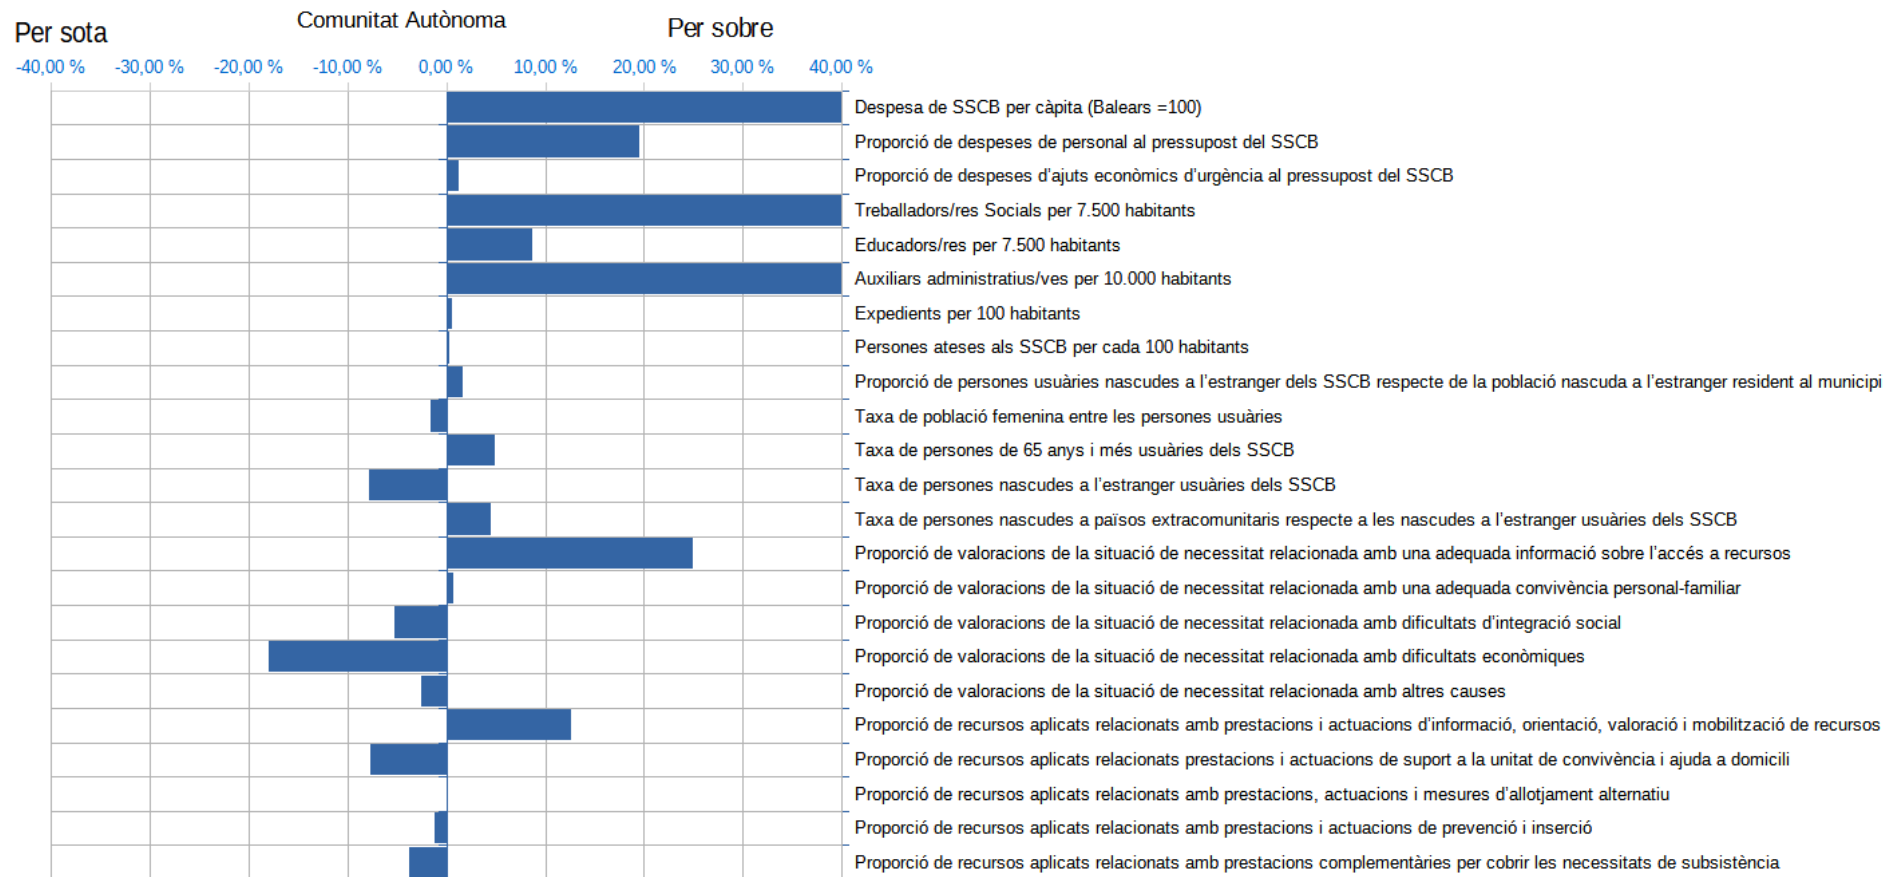 Comunitat Autònoma
Per sota
Per sobre
-40,00 % -30,00 % -20,00 % -10,00 % 0,00 % 10,00 % 20,00 % 30,00 % 40,00 %
Despesa de SSCB per càpita (Balears =100)
Proporció de despeses de personal al pressupost del SSCB
Proporció de despeses d’ajuts econòmics d’urgència al pressupost del SSCB
Treballadors/res Socials per 7.500 habitants
Educadors/res per 7.500 habitants
Auxiliars administratius/ves per 10.000 habitants
Expedients per 100 habitants
Persones ateses als SSCB per cada 100 habitants
Proporció de persones usuàries nascudes a l’estranger dels SSCB respecte de la població nascuda a l’estranger resident al municipi
Taxa de població femenina entre les persones usuàries
Taxa de persones de 65 anys i més usuàries dels SSCB
Taxa de persones nascudes a l’estranger usuàries dels SSCB
Taxa de persones nascudes a països extracomunitaris respecte a les nascudes a l’estranger usuàries dels SSCB
Proporció de valoracions de la situació de necessitat relacionada amb una adequada informació sobre l’accés a recursos
Proporció de valoracions de la situació de necessitat relacionada amb una adequada convivència personal-familiar
Proporció de valoracions de la situació de necessitat relacionada amb dificultats d’integració social
Proporció de valoracions de la situació de necessitat relacionada amb dificultats econòmiques
Proporció de valoracions de la situació de necessitat relacionada amb altres causes
Proporció de recursos aplicats relacionats amb prestacions i actuacions d’informació, orientació, valoració i mobilització de recursos
Proporció de recursos aplicats relacionats prestacions i actuacions de suport a la unitat de convivència i ajuda a domicili
Proporció de recursos aplicats relacionats amb prestacions, actuacions i mesures d’allotjament alternatiu
Proporció de recursos aplicats relacionats amb prestacions i actuacions de prevenció i inserció
Proporció de recursos aplicats relacionats amb prestacions complementàries per cobrir les necessitats de subsistència